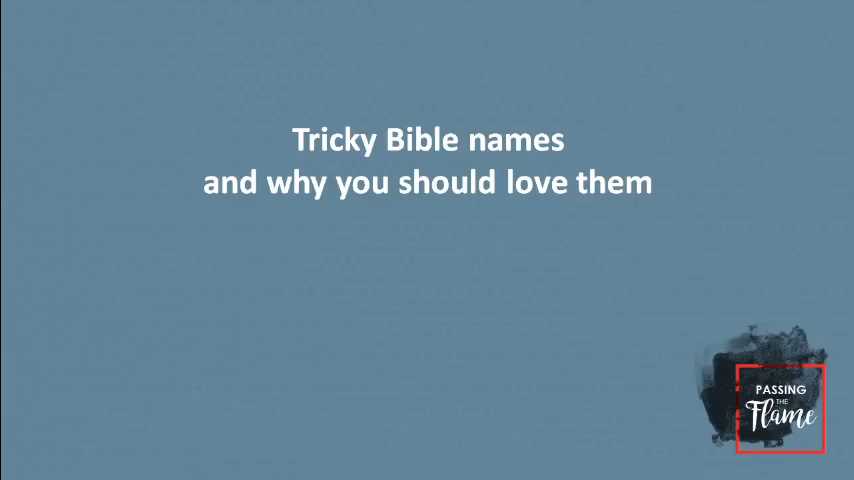 Tricky Bible names
and why you should love them
PASSING
THE
Flame